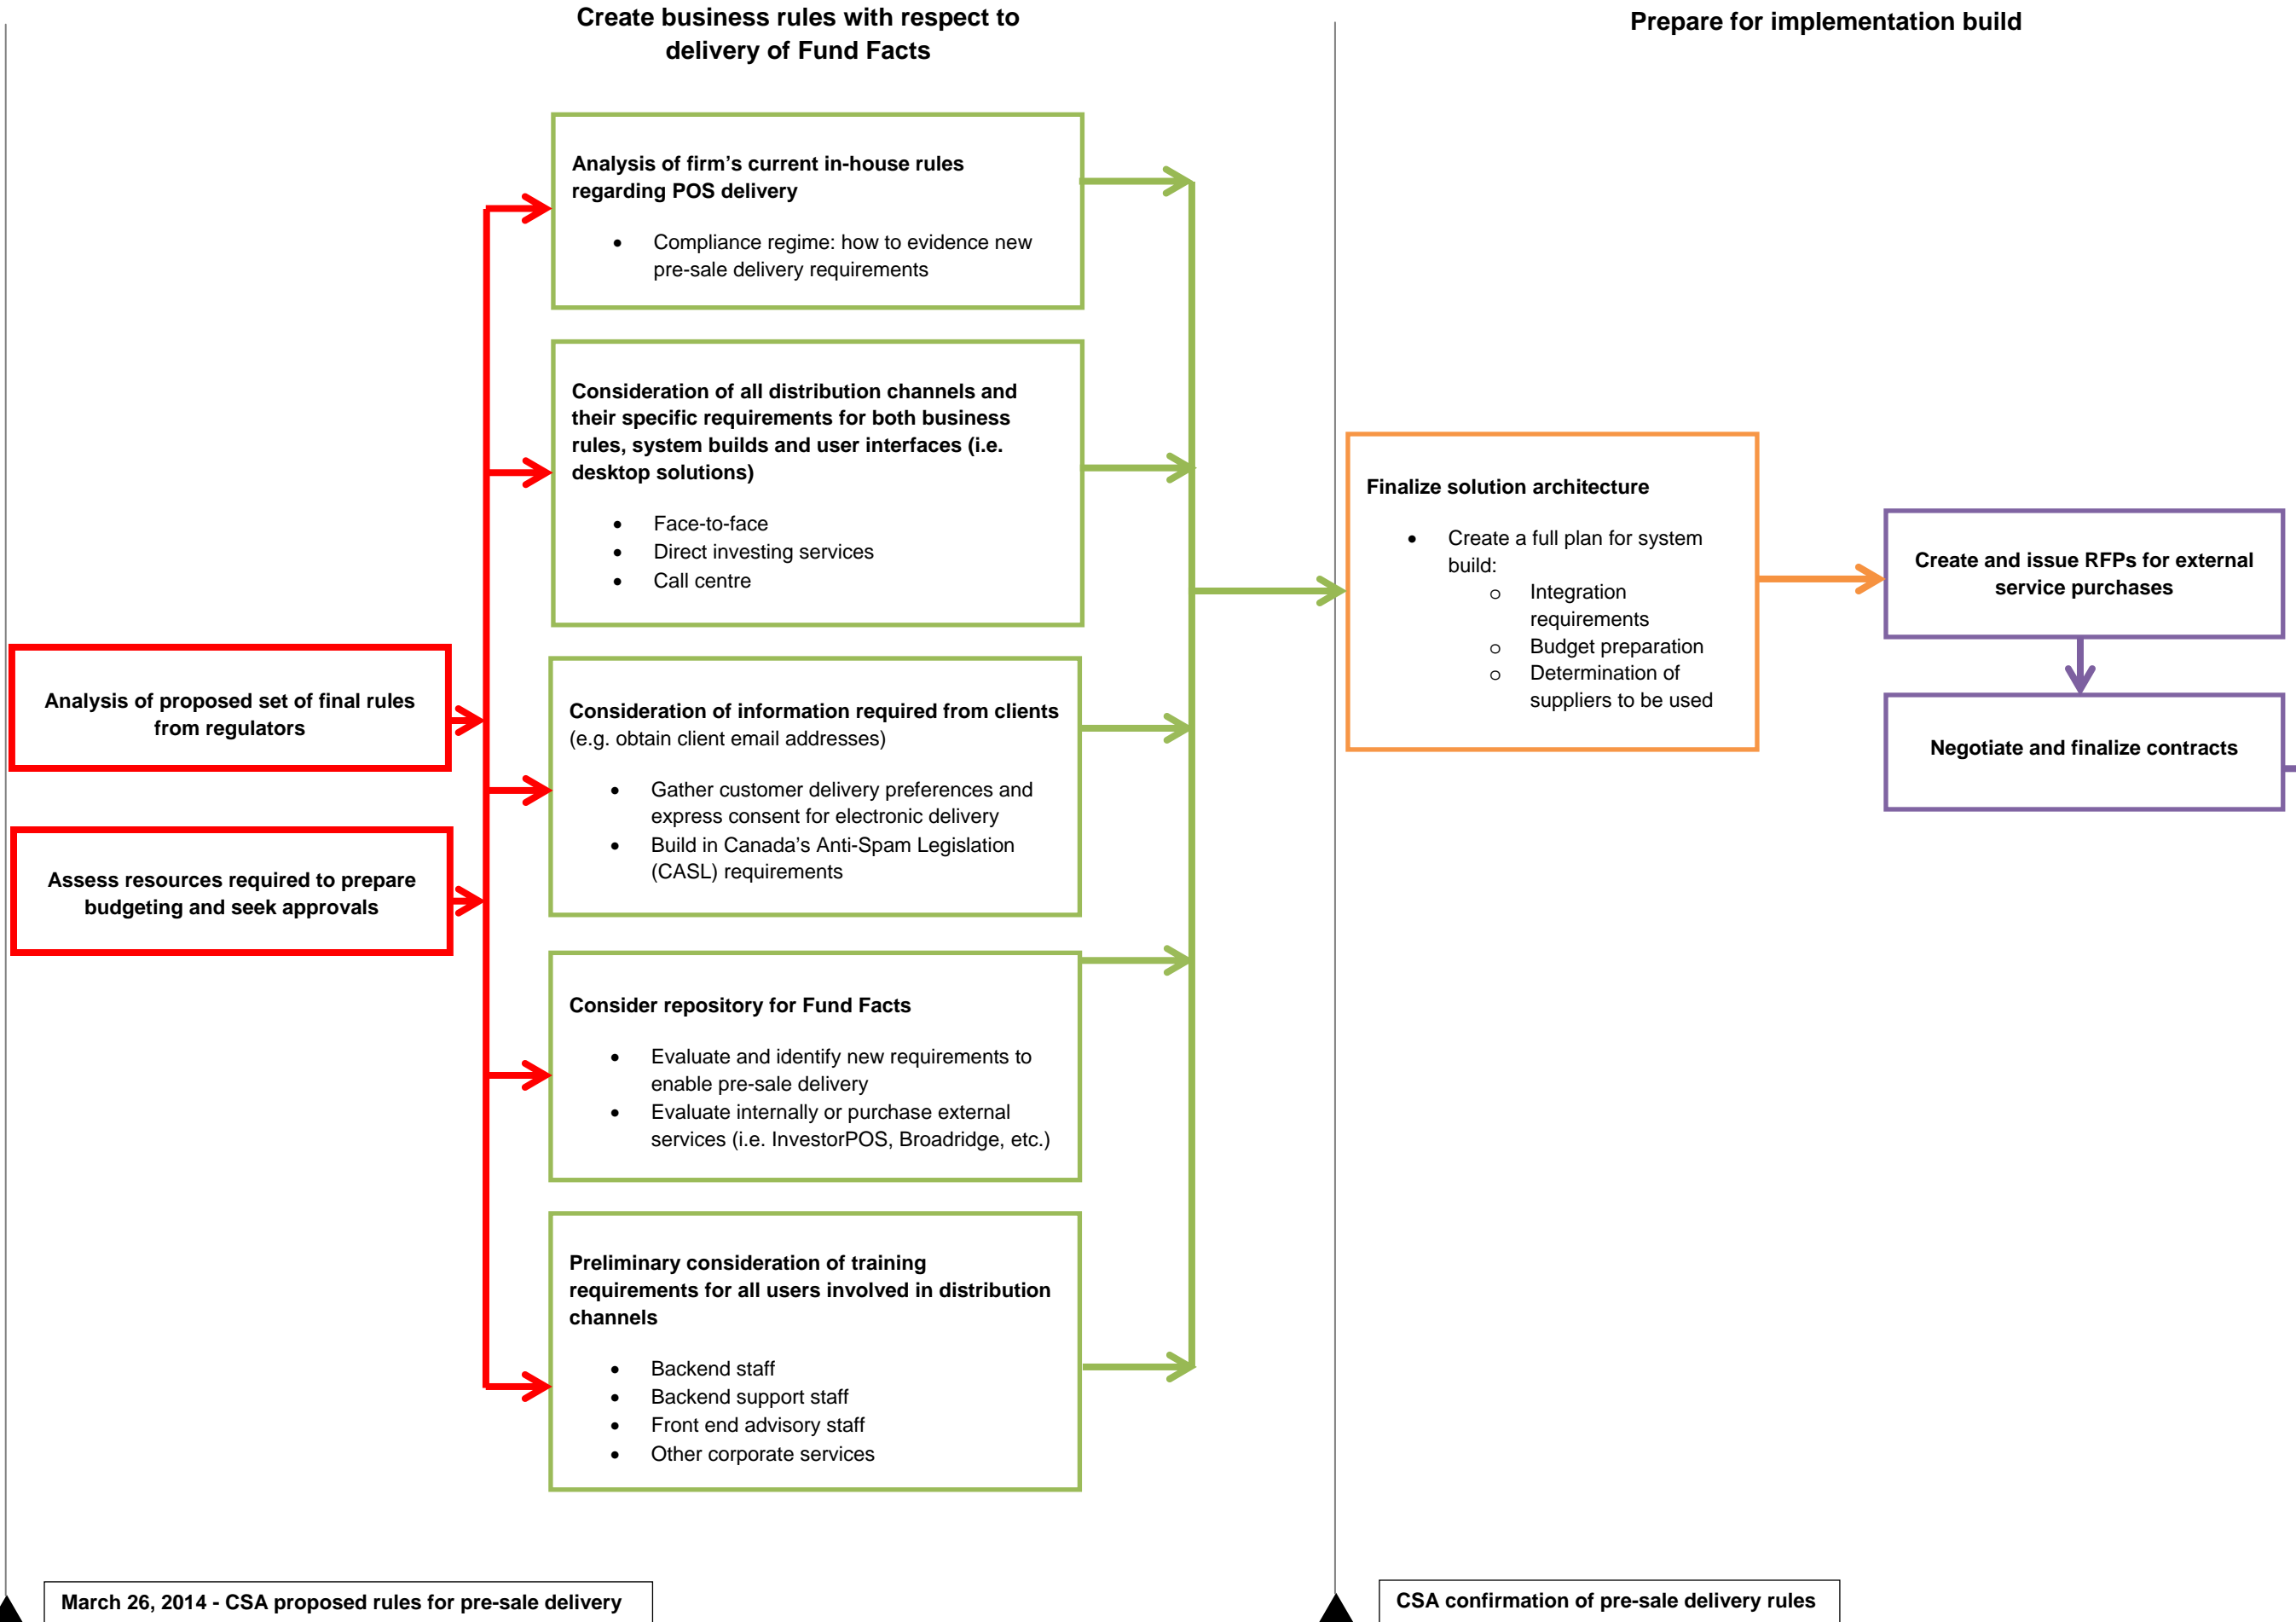 Create business rules with respect to
delivery of Fund Facts
Prepare for implementation build
Analysis of firm’s current in-house rules
regarding POS delivery
• Compliance regime: how to evidence new
pre-sale delivery requirements
Consideration of all distribution channels and
their specific requirements for both business
rules, system builds and user interfaces (i.e.
desktop solutions)
• Face-to-face
• Direct investing services
• Call centre
Analysis of proposed set of final rules
from regulators
Assess resources required to prepare
budgeting and seek approvals
Consideration of information required from clients
(e.g. obtain client email addresses)
• Gather customer delivery preferences and
express consent for electronic delivery
• Build in Canada’s Anti-Spam Legislation
(CASL) requirements
Consider repository for Fund Facts
• Evaluate and identify new requirements to
enable pre-sale delivery
• Evaluate internally or purchase external
services (i.e. InvestorPOS, Broadridge, etc.)
Preliminary consideration of training
requirements for all users involved in distribution
channels
• Backend staff
• Backend support staff
• Front end advisory staff
• Other corporate services
Finalize solution architecture
• Create a full plan for system
build:
o Integration
requirements
o Budget preparation
o Determination of
suppliers to be used
Create and issue RFPs for external
service purchases
Negotiate and finalize contracts
March 26, 2014 - CSA proposed rules for pre-sale delivery
CSA confirmation of pre-sale delivery rules